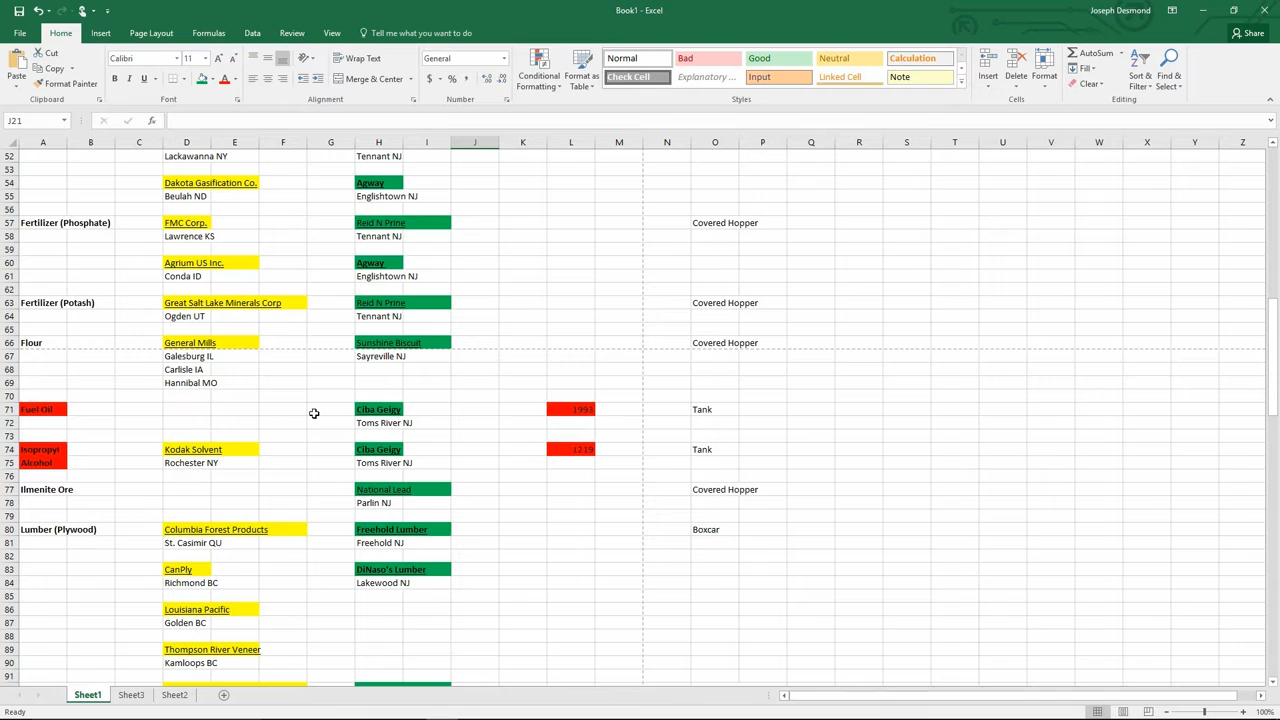 Book1 - Excel
Joseph Desmond
File Home Insert Page Layout Formulas Data Review View Tell me what you want to do Share
Paste Cut Copy Format Painter Clipboard
Calibri 11 B I U Font
Wrap Text Merge & Center Alignment
General $ % Number
Conditional Formatting Format as Table
Normal Bad Good Neutral Calculation
Check Cell Explanatory ... Input Linked Cell Note
Styles
Insert Delete Format Cells
AutoSum Fill Clear Sort & Filter Find & Select Editing
J21 fx
A B C D E F G H I J K L M N O P Q R S T U V W X Y Z
52 Lackawanna NY Tennant NJ
53
54 Dakota Gasification Co. Agway
55 Beulah ND Englishtown NJ
56
57 Fertilizer (Phosphate) FMC Corp. Reid N Prine Covered Hopper
58 Lawrence KS Tennant NJ
59
60 Agrium US Inc. Agway
61 Conda ID Englishtown NJ
62
63 Fertilizer (Potash) Great Salt Lake Minerals Corp Reid N Prine Covered Hopper
64 Ogden UT Tennant NJ
65
66 Flour General Mills Sunshine Biscuit Covered Hopper
67 Galesburg IL Sayreville NJ
68 Carlisle IA
69 Hannibal MO
70
71 Fuel Oil Ciba Geigy 1993 Tank
72 Toms River NJ
73
74 Isopropyl Kodak Solvent Ciba Geigy 1219 Tank
75 Alcohol Rochester NY Toms River NJ
76
77 Ilmenite Ore National Lead Covered Hopper
78 Parlin NJ
79
80 Lumber (Plywood) Columbia Forest Products Freehold Lumber Boxcar
81 St. Casimir QU Freehold NJ
82
83 CanPly DiNaso's Lumber
84 Richmond BC Lakewood NJ
85
86 Louisiana Pacific
87 Golden BC
88
89 Thompson River Veneer
90 Kamloops BC
91
Sheet1 Sheet3 Sheet2
Ready 100%